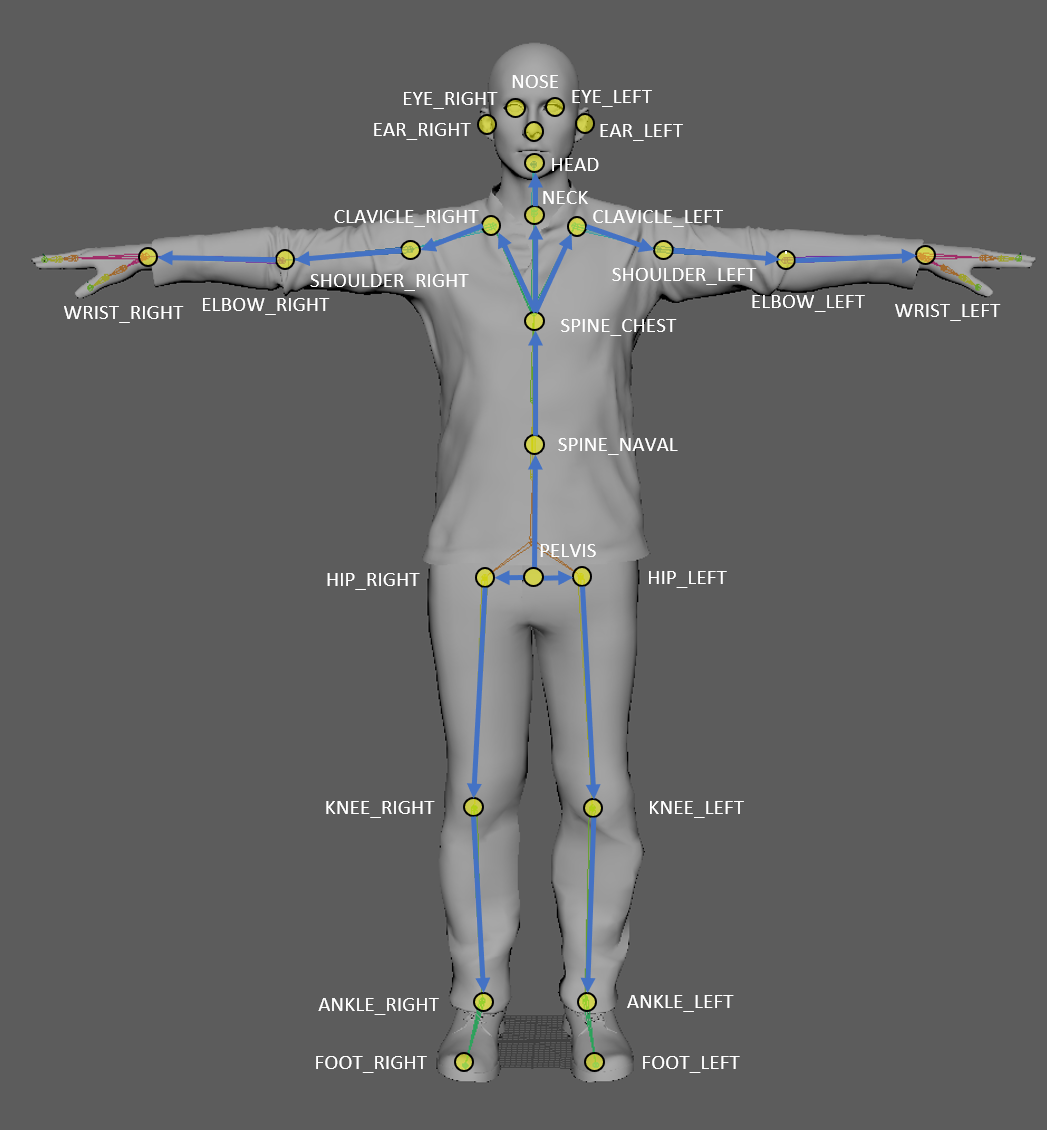 NOSE
EYE_RIGHT
EYE_LEFT
EAR_RIGHT
EAR_LEFT
HEAD
NECK
CLAVICLE_RIGHT
CLAVICLE_LEFT
SHOULDER_RIGHT
SHOULDER_LEFT
WRIST_RIGHT
ELBOW_RIGHT
ELBOW_LEFT
WRIST_LEFT
SPINE_CHEST
SPINE_NAVAL
PELVIS
HIP_RIGHT
HIP_LEFT
KNEE_RIGHT
KNEE_LEFT
ANKLE_RIGHT
ANKLE_LEFT
FOOT_RIGHT
FOOT_LEFT